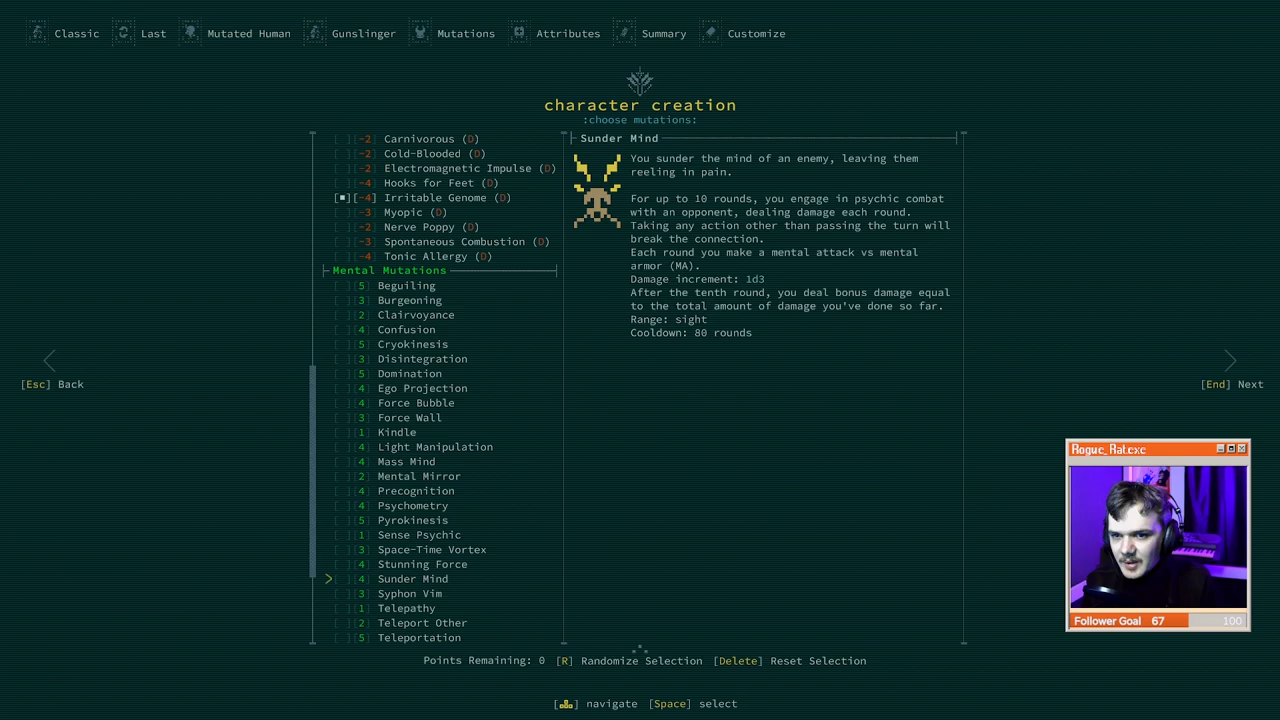 Classic Last Mutated Human Gunslinger Mutations Attributes Summary Customize
character creation
:choose mutations:
[ ][-2] Carnivorous (D)
[ ][-2] Cold-Blooded (D)
[ ][-2] Electromagnetic Impulse (D)
[ ][-4] Hooks for Feet (D)
[■][-4] Irritable Genome (D)
[ ][-3] Myopic (D)
[ ][-2] Nerve Poppy (D)
[ ][-3] Spontaneous Combustion (D)
[ ][-4] Tonic Allergy (D)
Mental Mutations
[ ][5] Beguiling
[ ][3] Burgeoning
[ ][2] Clairvoyance
[ ][4] Confusion
[ ][5] Cryokinesis
[ ][3] Disintegration
[ ][5] Domination
[ ][4] Ego Projection
[ ][4] Force Bubble
[ ][3] Force Wall
[ ][1] Kindle
[ ][4] Light Manipulation
[ ][4] Mass Mind
[ ][2] Mental Mirror
[ ][4] Precognition
[ ][4] Psychometry
[ ][5] Pyrokinesis
[ ][1] Sense Psychic
[ ][3] Space-Time Vortex
[ ][4] Stunning Force
>[ ][4] Sunder Mind
[ ][3] Syphon Vim
[ ][1] Telepathy
[ ][2] Teleport Other
[ ][5] Teleportation
Sunder Mind
You sunder the mind of an enemy, leaving them
reeling in pain.
For up to 10 rounds, you engage in psychic combat
with an opponent, dealing damage each round.
Taking any action other than passing the turn will
break the connection.
Each round you make a mental attack vs mental
armor (MA).
Damage increment: 1d3
After the tenth round, you deal bonus damage equal
to the total amount of damage you've done so far.
Range: sight
Cooldown: 80 rounds
[Esc] Back
[End] Next
Rogue_Rat.exe
Follower Goal 67 100
Points Remaining: 0 [R] Randomize Selection [Delete] Reset Selection
navigate [Space] select